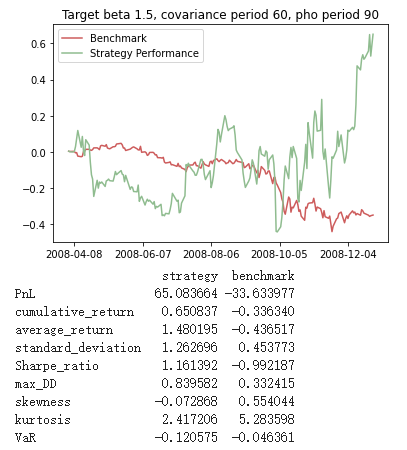 Target beta 1.5, covariance period 60, pho period 90
Benchmark
Strategy Performance
0.6
0.4
0.2
0.0
−0.2
−0.4
2008-04-08 2008-06-07 2008-08-06 2008-10-05 2008-12-04
strategy benchmark
PnL 65.083664 -33.633977
cumulative_return 0.650837 -0.336340
average_return 1.480195 -0.436517
standard_deviation 1.262696 0.453773
Sharpe_ratio 1.161392 -0.992187
max_DD 0.839582 0.332415
skewness -0.072868 0.554044
kurtosis 2.417206 5.283598
VaR -0.120575 -0.046361